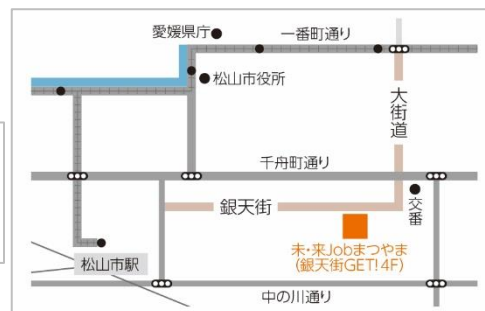 愛媛県庁
一番町通り
松山市役所
大街道
千舟町通り
銀天街
交番
未・来Jobまつやま
(銀天街GET!4F)
松山市駅
中の川通り